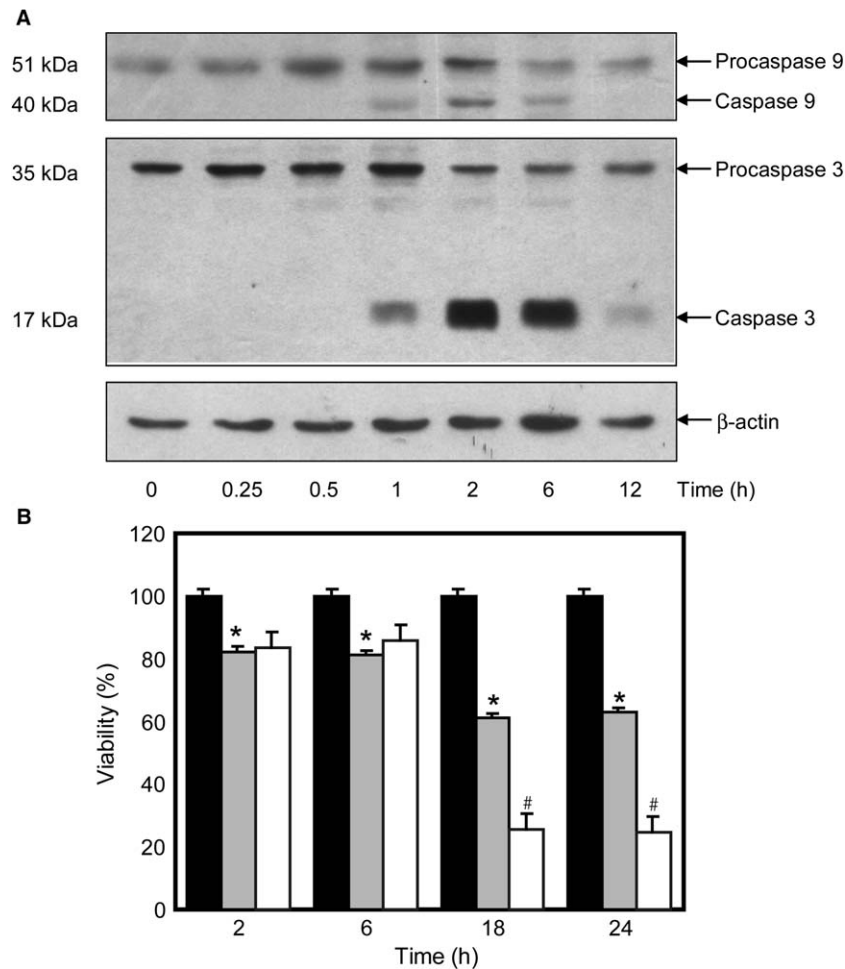 A
51 kDa
Procaspase 9
40 kDa
Caspase 9
35 kDa
Procaspase 3
17 kDa
Caspase 3
β-actin
0 0.25 0.5 1 2 6 12 Time (h)
B
120
100
80
60
40
20
0
Viability (%)
* * * *
# #
2 6 18 24
Time (h)